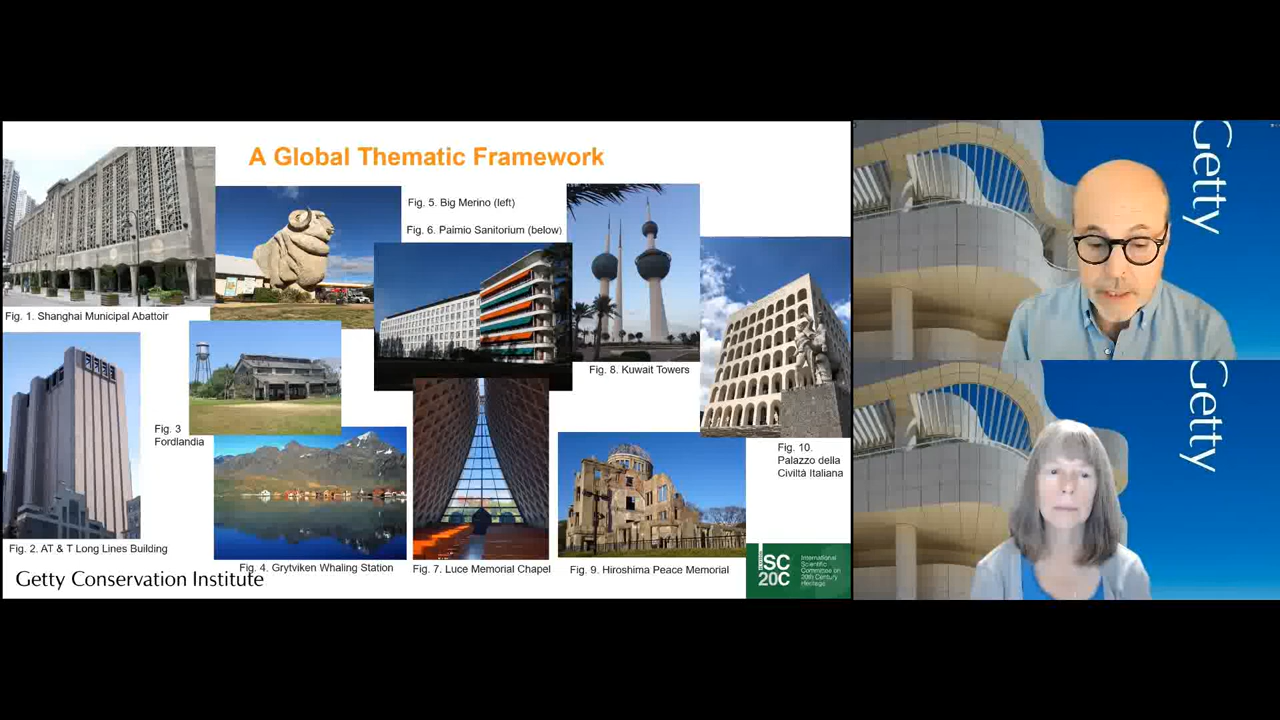 A Global Thematic Framework
Fig. 5. Big Merino (left)
Fig. 6. Paimio Sanitorium (below)
Fig. 1. Shanghai Municipal Abattoir
Fig. 8. Kuwait Towers
Fig. 3
Fordlandia
Fig. 10.
Palazzo della
Civiltá Italiana
Fig. 2. AT & T Long Lines Building
Fig. 4. Grytviken Whaling Station
Fig. 7. Luce Memorial Chapel
Fig. 9. Hiroshima Peace Memorial
Getty Conservation Institute
ISC
20C
International
Scientific
Committee on
20th Century
Heritage
Getty
Getty